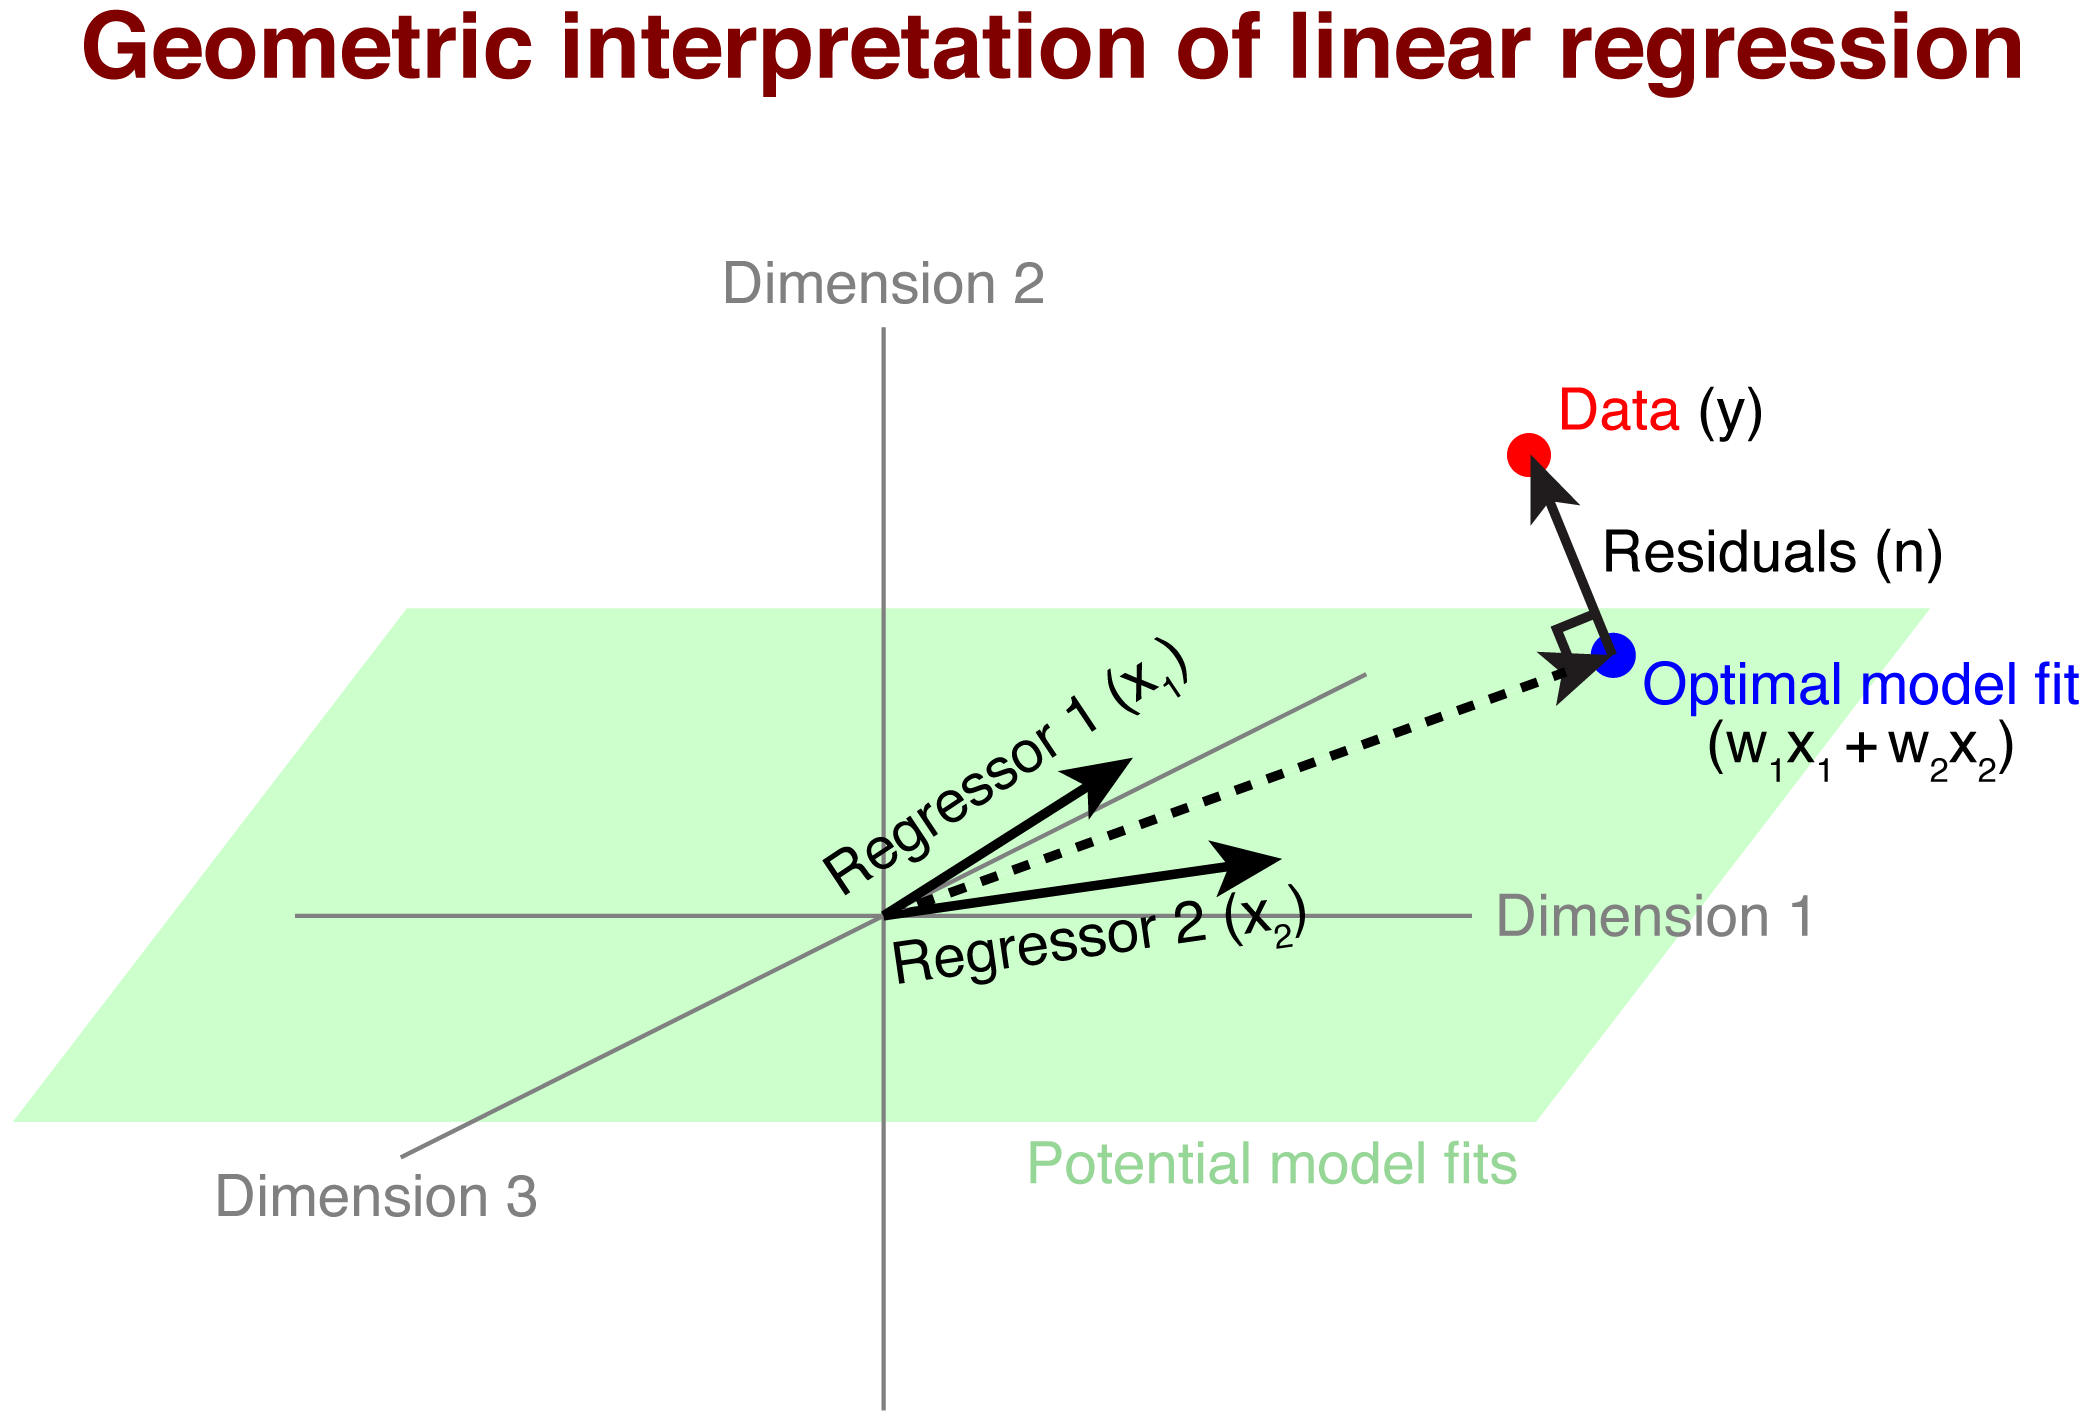 Geometric interpretation of linear regression
Dimension 2
Data (y)
Residuals (n)
Regressor 1 (x₁)
Optimal model fit
(w₁x₁ + w₂x₂)
Regressor 2 (x₂)
Dimension 1
Potential model fits
Dimension 3